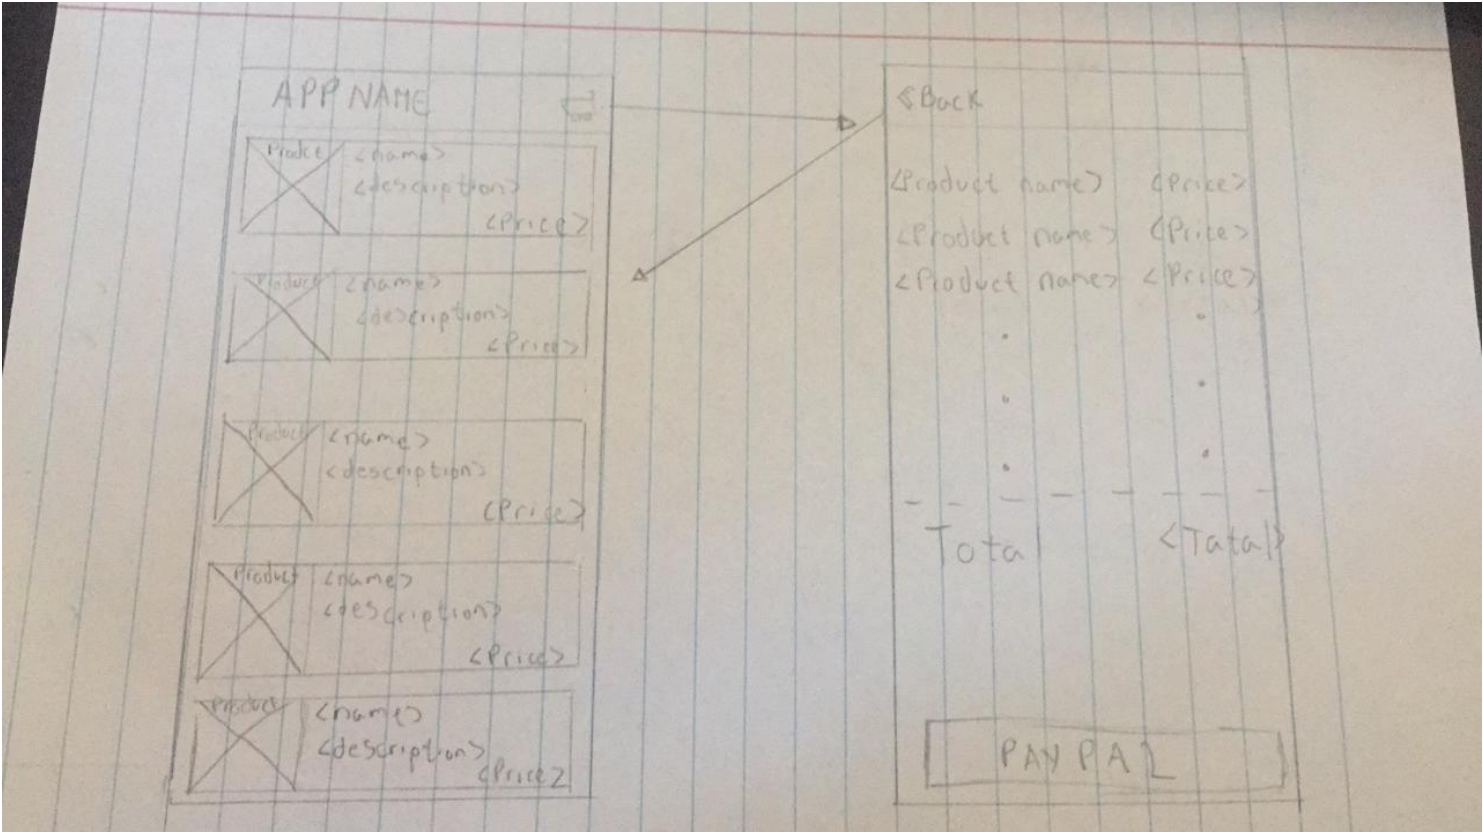 APP NAME
Product <name>
<description>
<Price>
Product <name>
<description>
<Price>
Product <name>
<description>
<Price>
Product <name>
<description>
<Price>
Product <name>
<description>
<Price>
<Back
<Product name> <Price>
<Product name> <Price>
<Product name> <Price>
Total <Tatal>
PAYPAL